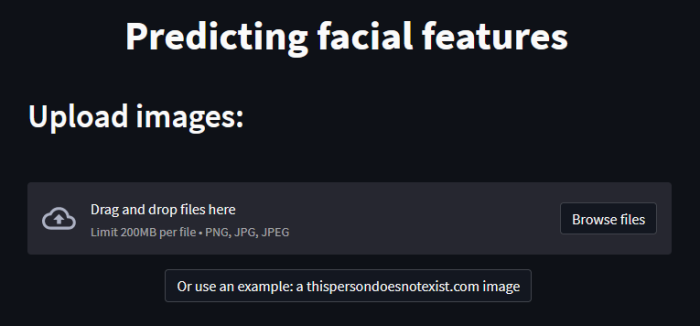 Predicting facial features
Upload images:
Drag and drop files here
Limit 200MB per file • PNG, JPG, JPEG
Browse files
Or use an example: a thispersondoesnotexist.com image